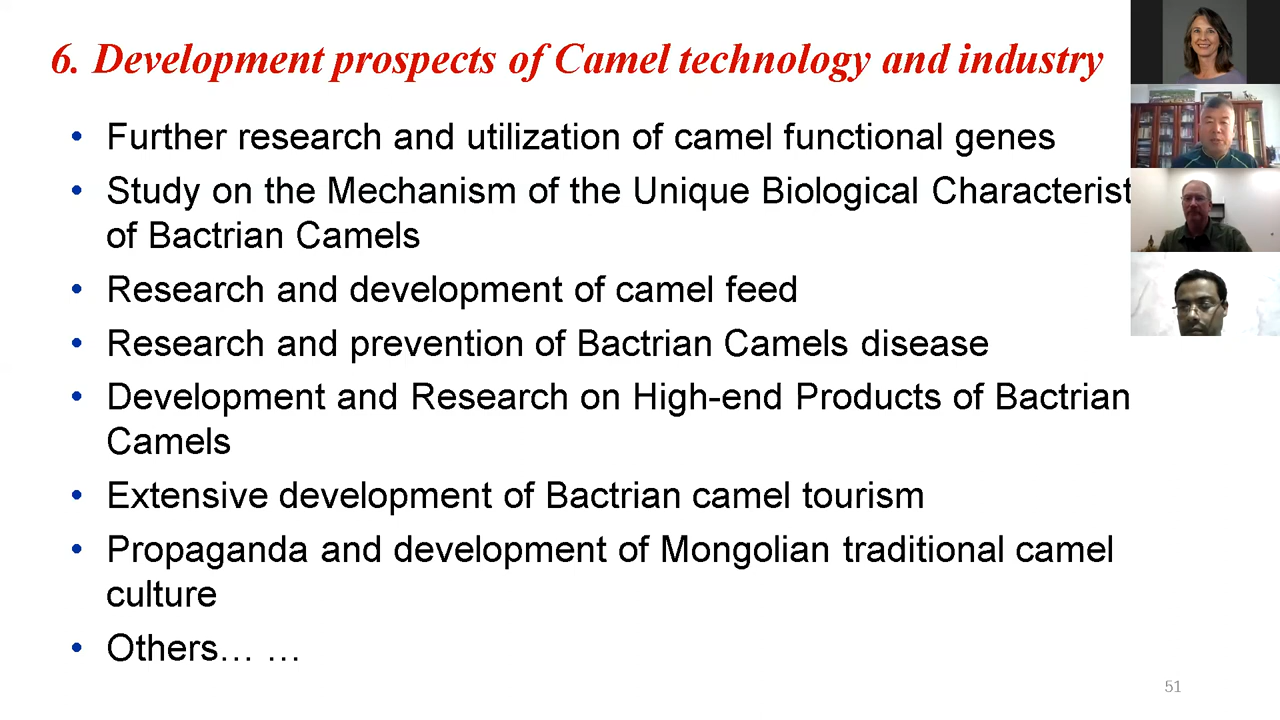 6. Development prospects of Camel technology and industry
• Further research and utilization of camel functional genes
• Study on the Mechanism of the Unique Biological Characterist
of Bactrian Camels
• Research and development of camel feed
• Research and prevention of Bactrian Camels disease
• Development and Research on High-end Products of Bactrian
Camels
• Extensive development of Bactrian camel tourism
• Propaganda and development of Mongolian traditional camel
culture
• Others… …
51